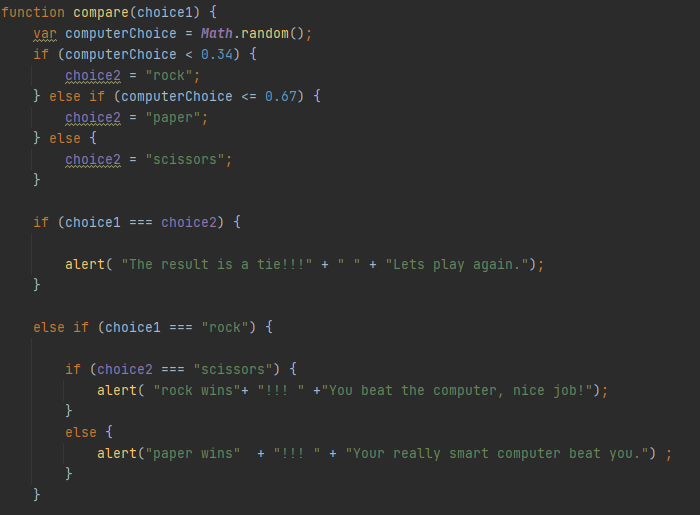 function compare(choice1) {
    var computerChoice = Math.random();
    if (computerChoice < 0.34) {
        choice2 = "rock";
    } else if (computerChoice <= 0.67) {
        choice2 = "paper";
    } else {
        choice2 = "scissors";
    }

    if (choice1 === choice2) {

        alert( "The result is a tie!!!" + " " + "Lets play again.");
    }

    else if (choice1 === "rock") {

        if (choice2 === "scissors") {
            alert( "rock wins"+ "!!! " +"You beat the computer, nice job!");
        }
        else {
            alert("paper wins"  + "!!! " + "Your really smart computer beat you.") ;
        }
    }